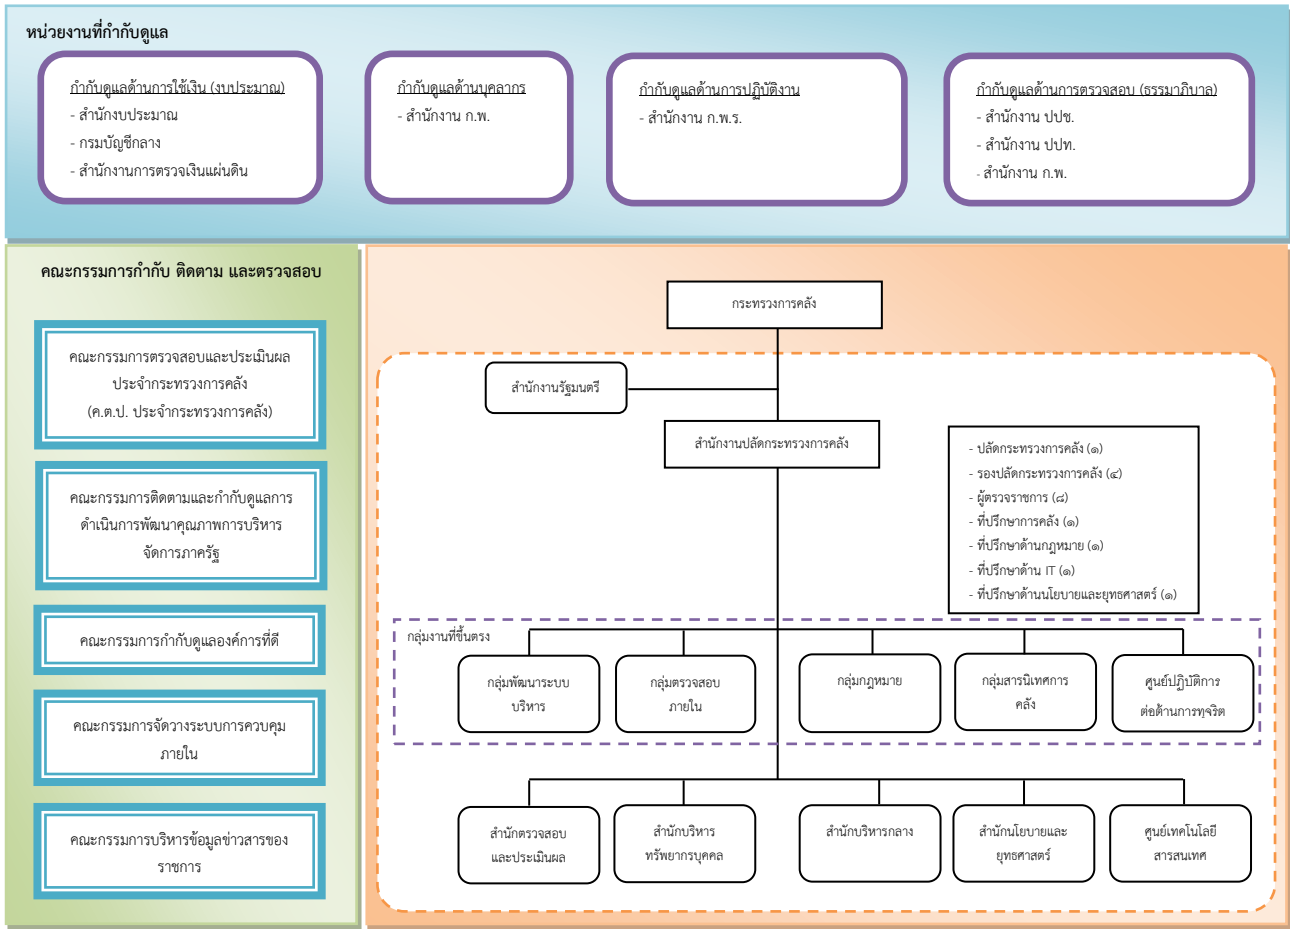 หน่วยงานที่กำกับดูแล
กำกับดูแลด้านการใช้เงิน (งบประมาณ)
- สำนักงบประมาณ
- กรมบัญชีกลาง
- สำนักงานการตรวจเงินแผ่นดิน
กำกับดูแลด้านบุคลากร
- สำนักงาน ก.พ.
กำกับดูแลด้านการปฏิบัติงาน
- สำนักงาน ก.พ.ร.
กำกับดูแลด้านการตรวจสอบ (ธรรมาภิบาล)
- สำนักงาน ปปช.
- สำนักงาน ปปท.
- สำนักงาน ก.พ.
คณะกรรมการกำกับ ติดตาม และตรวจสอบ
คณะกรรมการตรวจสอบและประเมินผล
ประจำกระทรวงการคลัง
(ค.ต.ป. ประจำกระทรวงการคลัง)
คณะกรรมการติดตามและกำกับดูแลการ
ดำเนินการพัฒนาคุณภาพการบริหาร
จัดการภาครัฐ
คณะกรรมการกำกับดูแลองค์การที่ดี
คณะกรรมการจัดวางระบบการควบคุม
ภายใน
คณะกรรมการบริหารข้อมูลข่าวสารของ
ราชการ
กระทรวงการคลัง
สำนักงานรัฐมนตรี
สำนักงานปลัดกระทรวงการคลัง
- ปลัดกระทรวงการคลัง (๑)
- รองปลัดกระทรวงการคลัง (๔)
- ผู้ตรวจราชการ (๘)
- ที่ปรึกษาการคลัง (๑)
- ที่ปรึกษาด้านกฎหมาย (๑)
- ที่ปรึกษาด้าน IT (๑)
- ที่ปรึกษาด้านนโยบายและยุทธศาสตร์ (๑)
กลุ่มงานที่ขึ้นตรง
กลุ่มพัฒนาระบบ
บริหาร
กลุ่มตรวจสอบ
ภายใน
กลุ่มกฎหมาย
กลุ่มสารนิเทศการ
คลัง
ศูนย์ปฏิบัติการ
ต่อต้านการทุจริต
สำนักตรวจสอบ
และประเมินผล
สำนักบริหาร
ทรัพยากรบุคคล
สำนักบริหารกลาง
สำนักนโยบายและ
ยุทธศาสตร์
ศูนย์เทคโนโลยี
สารสนเทศ